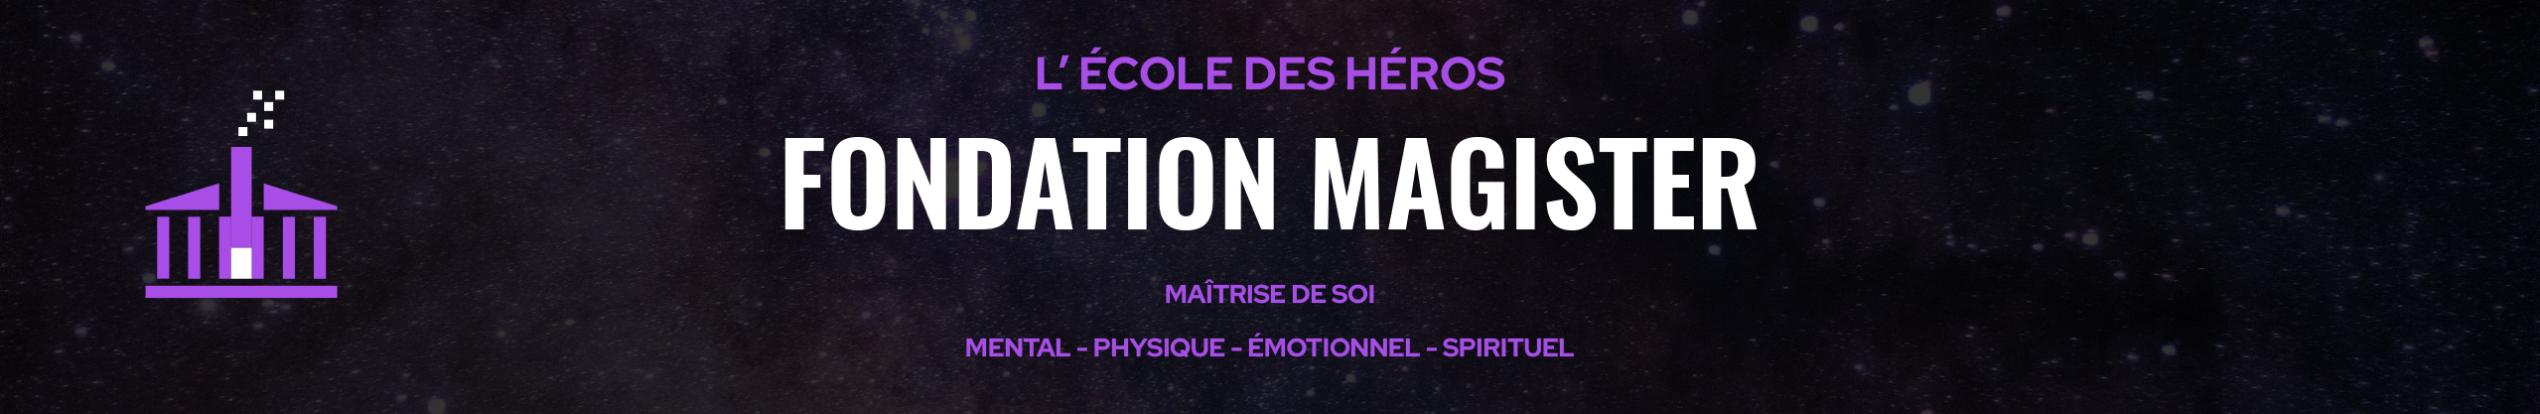 L' ÉCOLE DES HÉROS
FONDATION MAGISTER
MAÎTRISE DE SOI
MENTAL - PHYSIQUE - ÉMOTIONNEL - SPIRITUEL